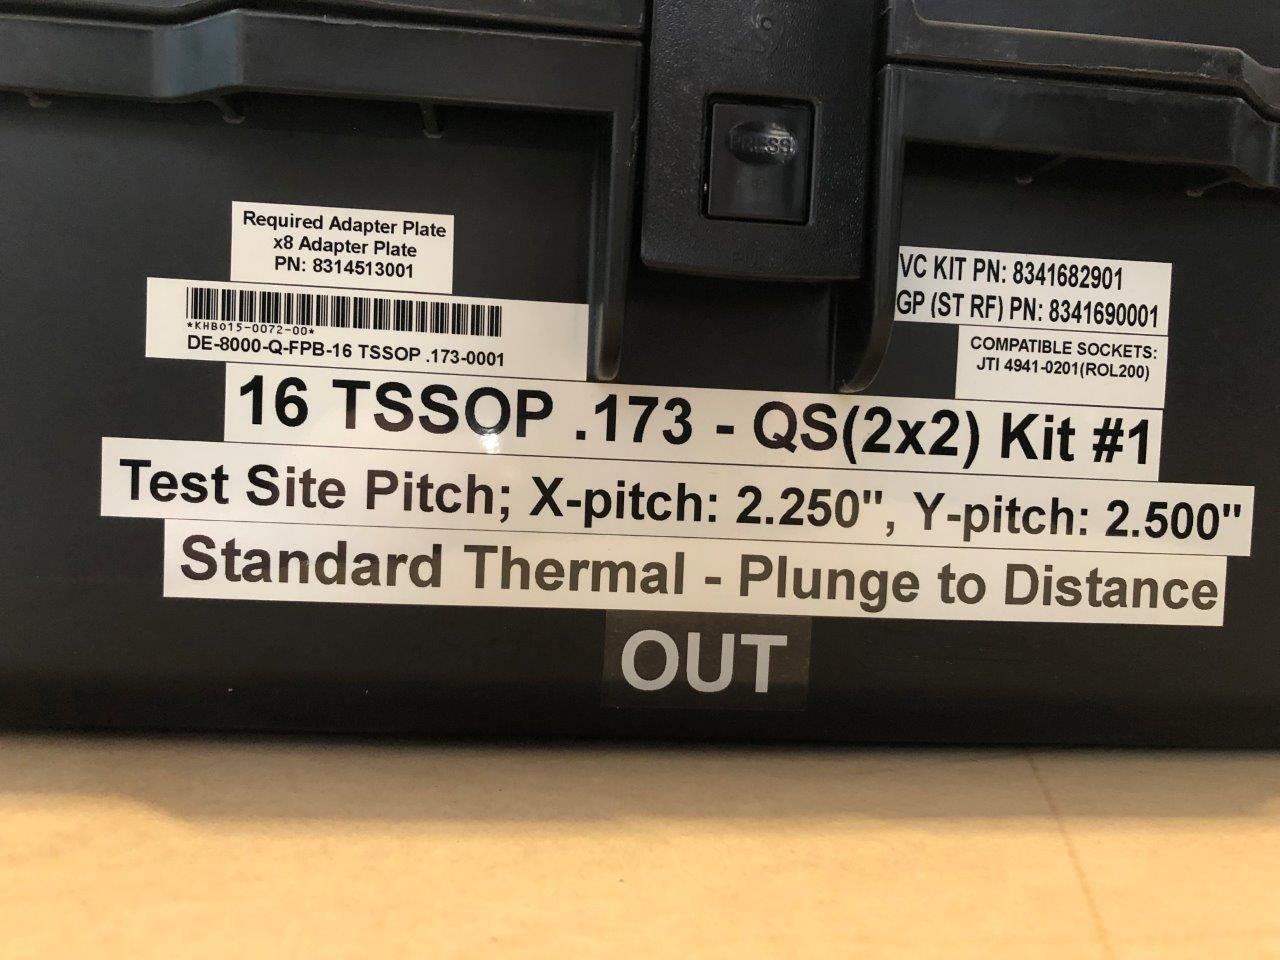 PRESS
Required Adapter Plate
x8 Adapter Plate
PN: 8314513001
*KHB015-0072-00*
DE-8000-Q-FPB-16 TSSOP .173-0001
VC KIT PN: 8341682901
GP (ST RF) PN: 8341690001
COMPATIBLE SOCKETS:
JTI 4941-0201(ROL200)
16 TSSOP .173 - QS(2x2) Kit #1
Test Site Pitch; X-pitch: 2.250", Y-pitch: 2.500"
Standard Thermal - Plunge to Distance
OUT